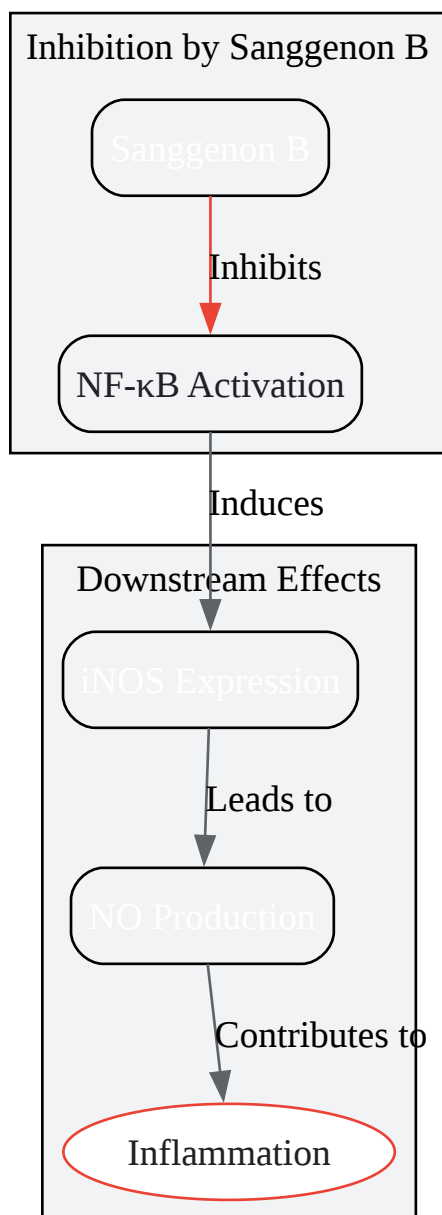 Inhibition by Sanggenon B
Sanggenon B
Inhibits
NF-κB Activation
Induces
Downstream Effects
iNOS Expression
Leads to
NO Production
Contributes to
Inflammation